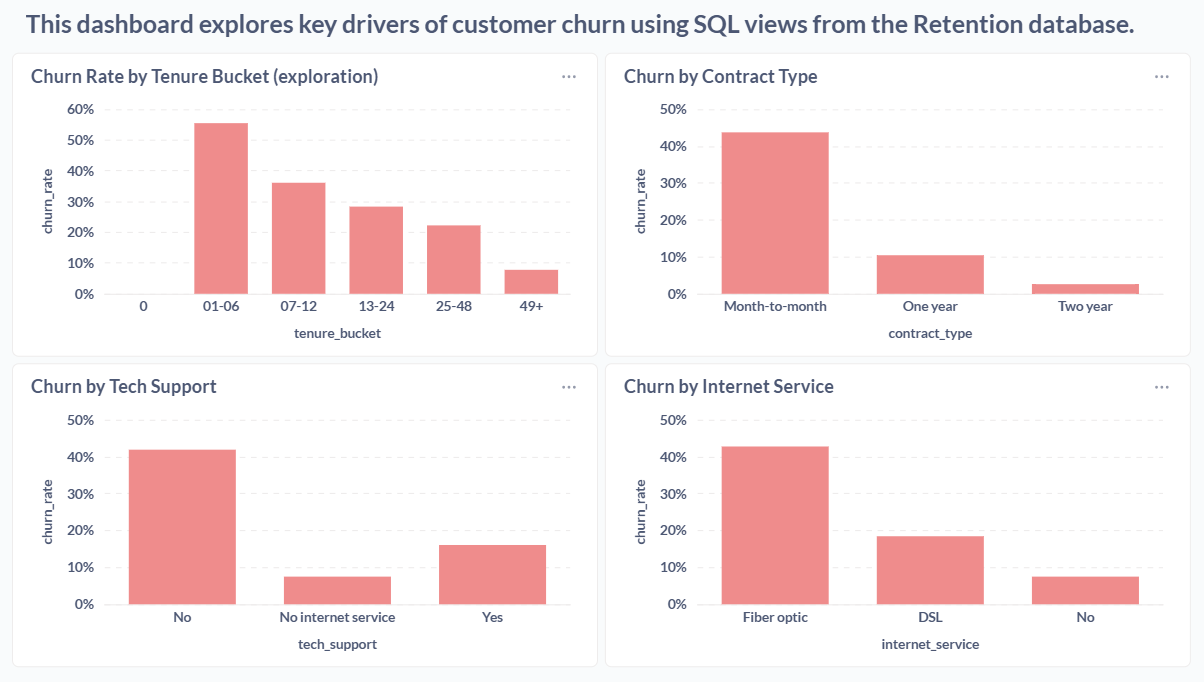 This dashboard explores key drivers of customer churn using SQL views from the Retention database.
Churn Rate by Tenure Bucket (exploration)
60%
50%
40%
30%
20%
10%
0%
churn_rate
0 01-06 07-12 13-24 25-48 49+
tenure_bucket
Churn by Contract Type
50%
40%
30%
20%
10%
0%
churn_rate
Month-to-month One year Two year
contract_type
Churn by Tech Support
50%
40%
30%
20%
10%
0%
churn_rate
No No internet service Yes
tech_support
Churn by Internet Service
50%
40%
30%
20%
10%
0%
churn_rate
Fiber optic DSL No
internet_service